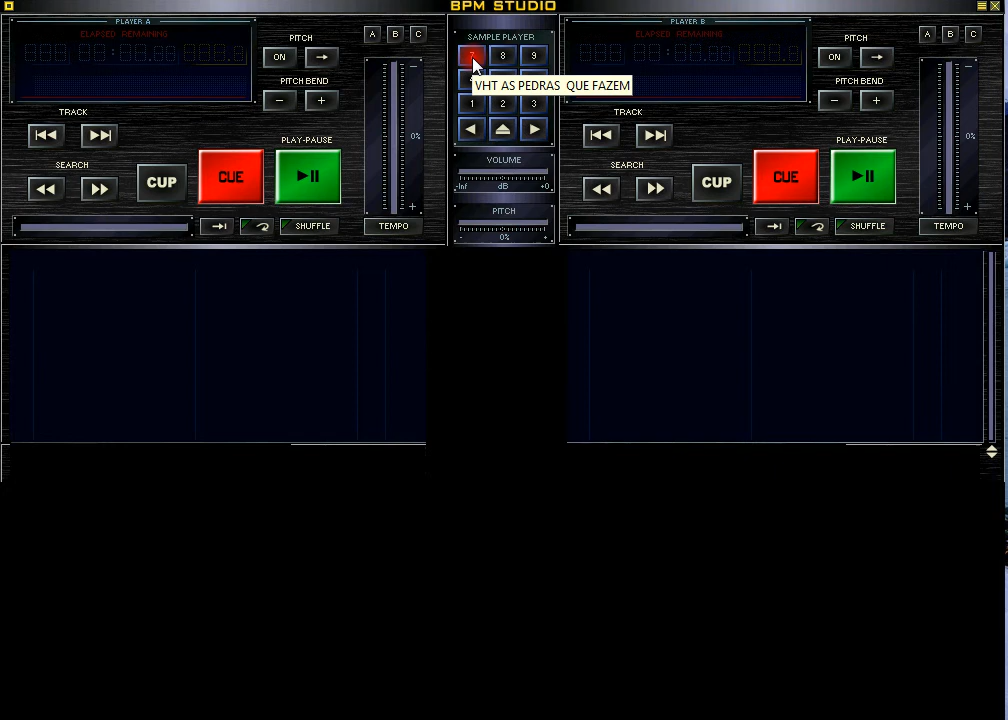 BPM STUDIO
PLAYER A
ELAPSED REMAINING
PITCH
ON
PITCH BEND
− +
A B C
TRACK
SEARCH
CUP
CUE
PLAY-PAUSE
0%
+
SHUFFLE
TEMPO
SAMPLE PLAYER
7 8 9
VHT AS PEDRAS QUE FAZEM
1 2 3
VOLUME
-Inf dB +0
PITCH
- 0% +
PLAYER B
ELAPSED REMAINING
PITCH
ON
PITCH BEND
− +
A B C
TRACK
SEARCH
CUP
CUE
PLAY-PAUSE
0%
+
SHUFFLE
TEMPO